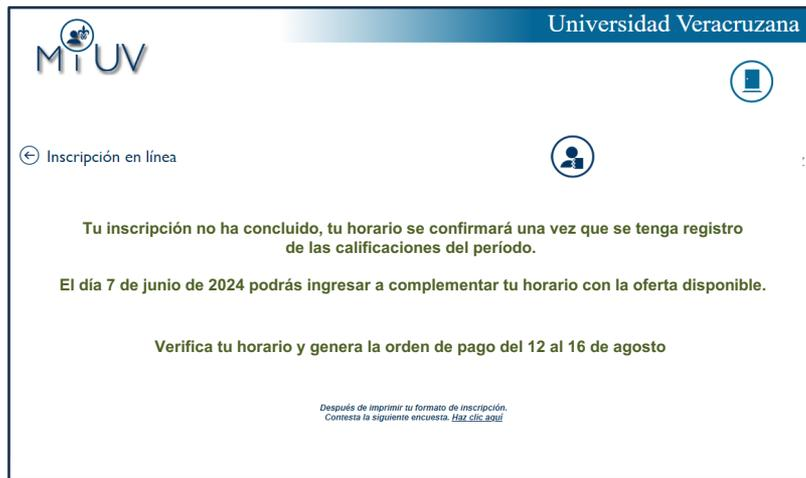 Universidad Veracruzana
MiUV
Inscripción en línea
Tu inscripción no ha concluido, tu horario se confirmará una vez que se tenga registro
de las calificaciones del período.
El día 7 de junio de 2024 podrás ingresar a complementar tu horario con la oferta disponible.
Verifica tu horario y genera la orden de pago del 12 al 16 de agosto
Después de imprimir tu formato de inscripción.
Contesta la siguiente encuesta. Haz clic aquí